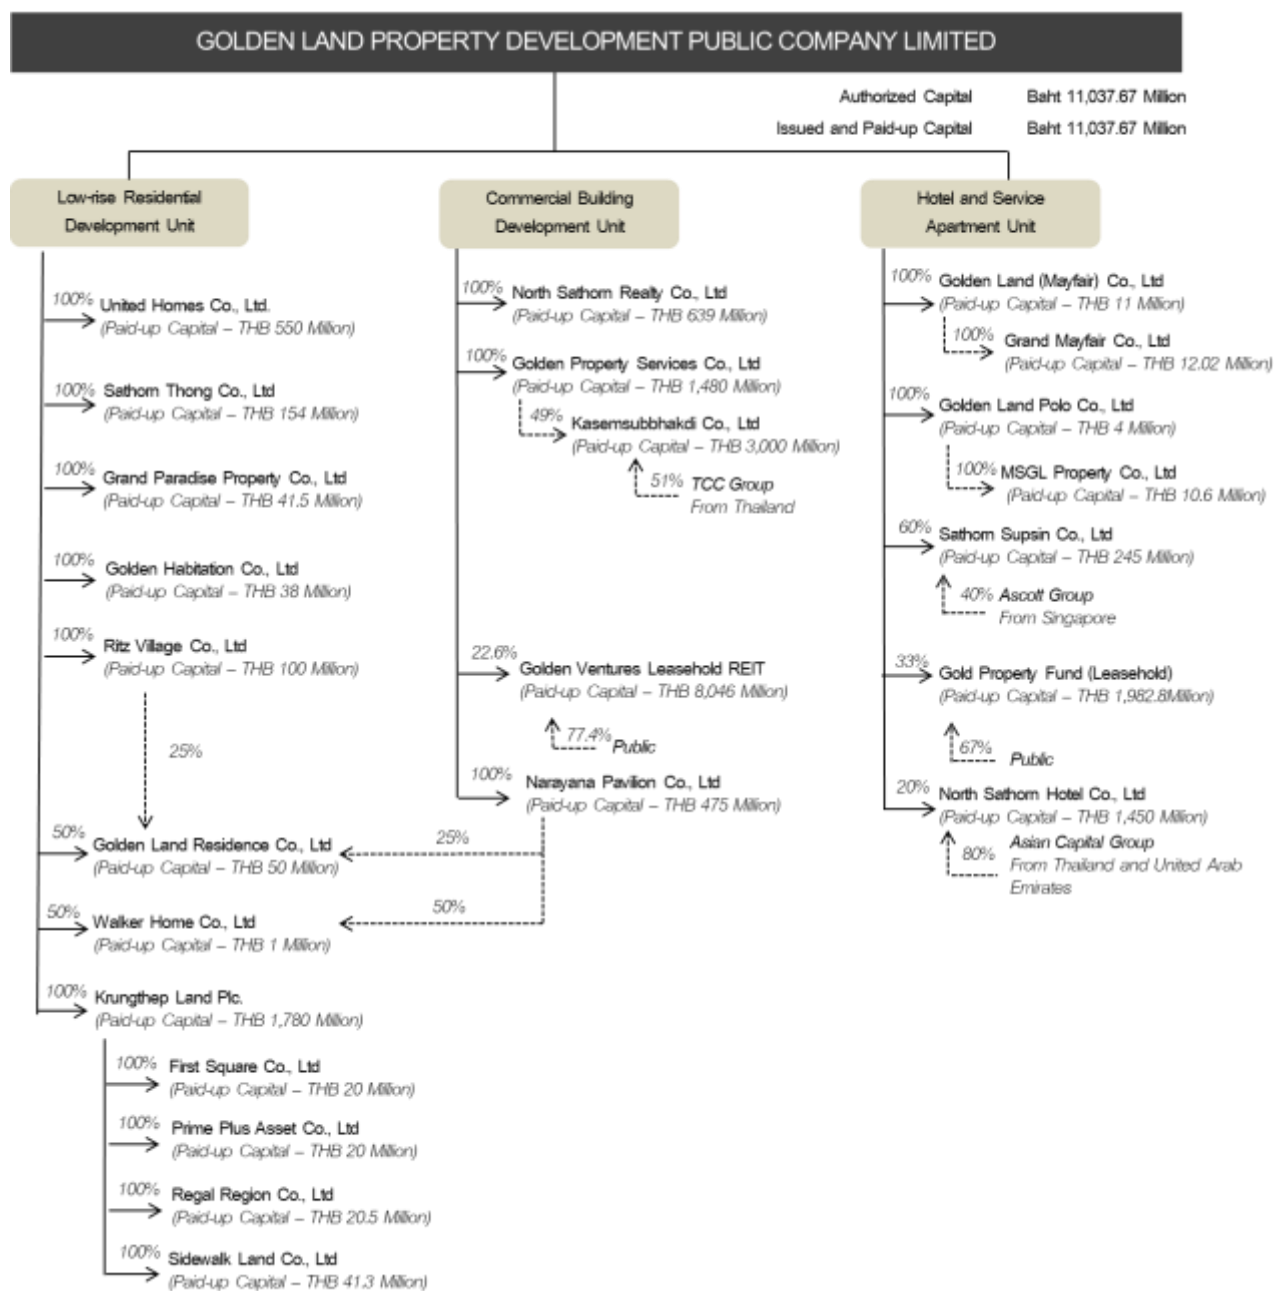 GOLDEN LAND PROPERTY DEVELOPMENT PUBLIC COMPANY LIMITED
Authorized Capital Baht 11,037.67 Million
Issued and Paid-up Capital Baht 11,037.67 Million
Low-rise Residential
Development Unit
100% United Homes Co., Ltd.
(Paid-up Capital – THB 550 Million)
100% Sathorn Thong Co., Ltd
(Paid-up Capital – THB 154 Million)
100% Grand Paradise Property Co., Ltd
(Paid-up Capital – THB 41.5 Million)
100% Golden Habitation Co., Ltd
(Paid-up Capital – THB 38 Million)
100% Ritz Village Co., Ltd
(Paid-up Capital – THB 100 Million)
25%
50% Golden Land Residence Co., Ltd
(Paid-up Capital – THB 50 Million)
50% Walker Home Co., Ltd
(Paid-up Capital – THB 1 Million)
100% Krungthep Land Plc.
(Paid-up Capital – THB 1,780 Million)
100% First Square Co., Ltd
(Paid-up Capital – THB 20 Million)
100% Prime Plus Asset Co., Ltd
(Paid-up Capital – THB 20 Million)
100% Regal Region Co., Ltd
(Paid-up Capital – THB 20.5 Million)
100% Sidewalk Land Co., Ltd
(Paid-up Capital – THB 41.3 Million)
Commercial Building
Development Unit
100% North Sathorn Realty Co., Ltd
(Paid-up Capital – THB 639 Million)
100% Golden Property Services Co., Ltd
(Paid-up Capital – THB 1,480 Million)
49% Kasemsubbhakdi Co., Ltd
(Paid-up Capital – THB 3,000 Million)
51% TCC Group
From Thailand
22.6% Golden Ventures Leasehold REIT
(Paid-up Capital – THB 8,046 Million)
77.4% Public
100% Narayana Pavilion Co., Ltd
(Paid-up Capital – THB 475 Million)
25%
50%
Hotel and Service
Apartment Unit
100% Golden Land (Mayfair) Co., Ltd
(Paid-up Capital – THB 11 Million)
100% Grand Mayfair Co., Ltd
(Paid-up Capital – THB 12.02 Million)
100% Golden Land Polo Co., Ltd
(Paid-up Capital – THB 4 Million)
100% MSGL Property Co., Ltd
(Paid-up Capital – THB 10.6 Million)
60% Sathorn Supsin Co., Ltd
(Paid-up Capital – THB 245 Million)
40% Ascott Group
From Singapore
33% Gold Property Fund (Leasehold)
(Paid-up Capital – THB 1,982.8Million)
67% Public
20% North Sathorn Hotel Co., Ltd
(Paid-up Capital – THB 1,450 Million)
80% Asian Capital Group
From Thailand and United Arab
Emirates